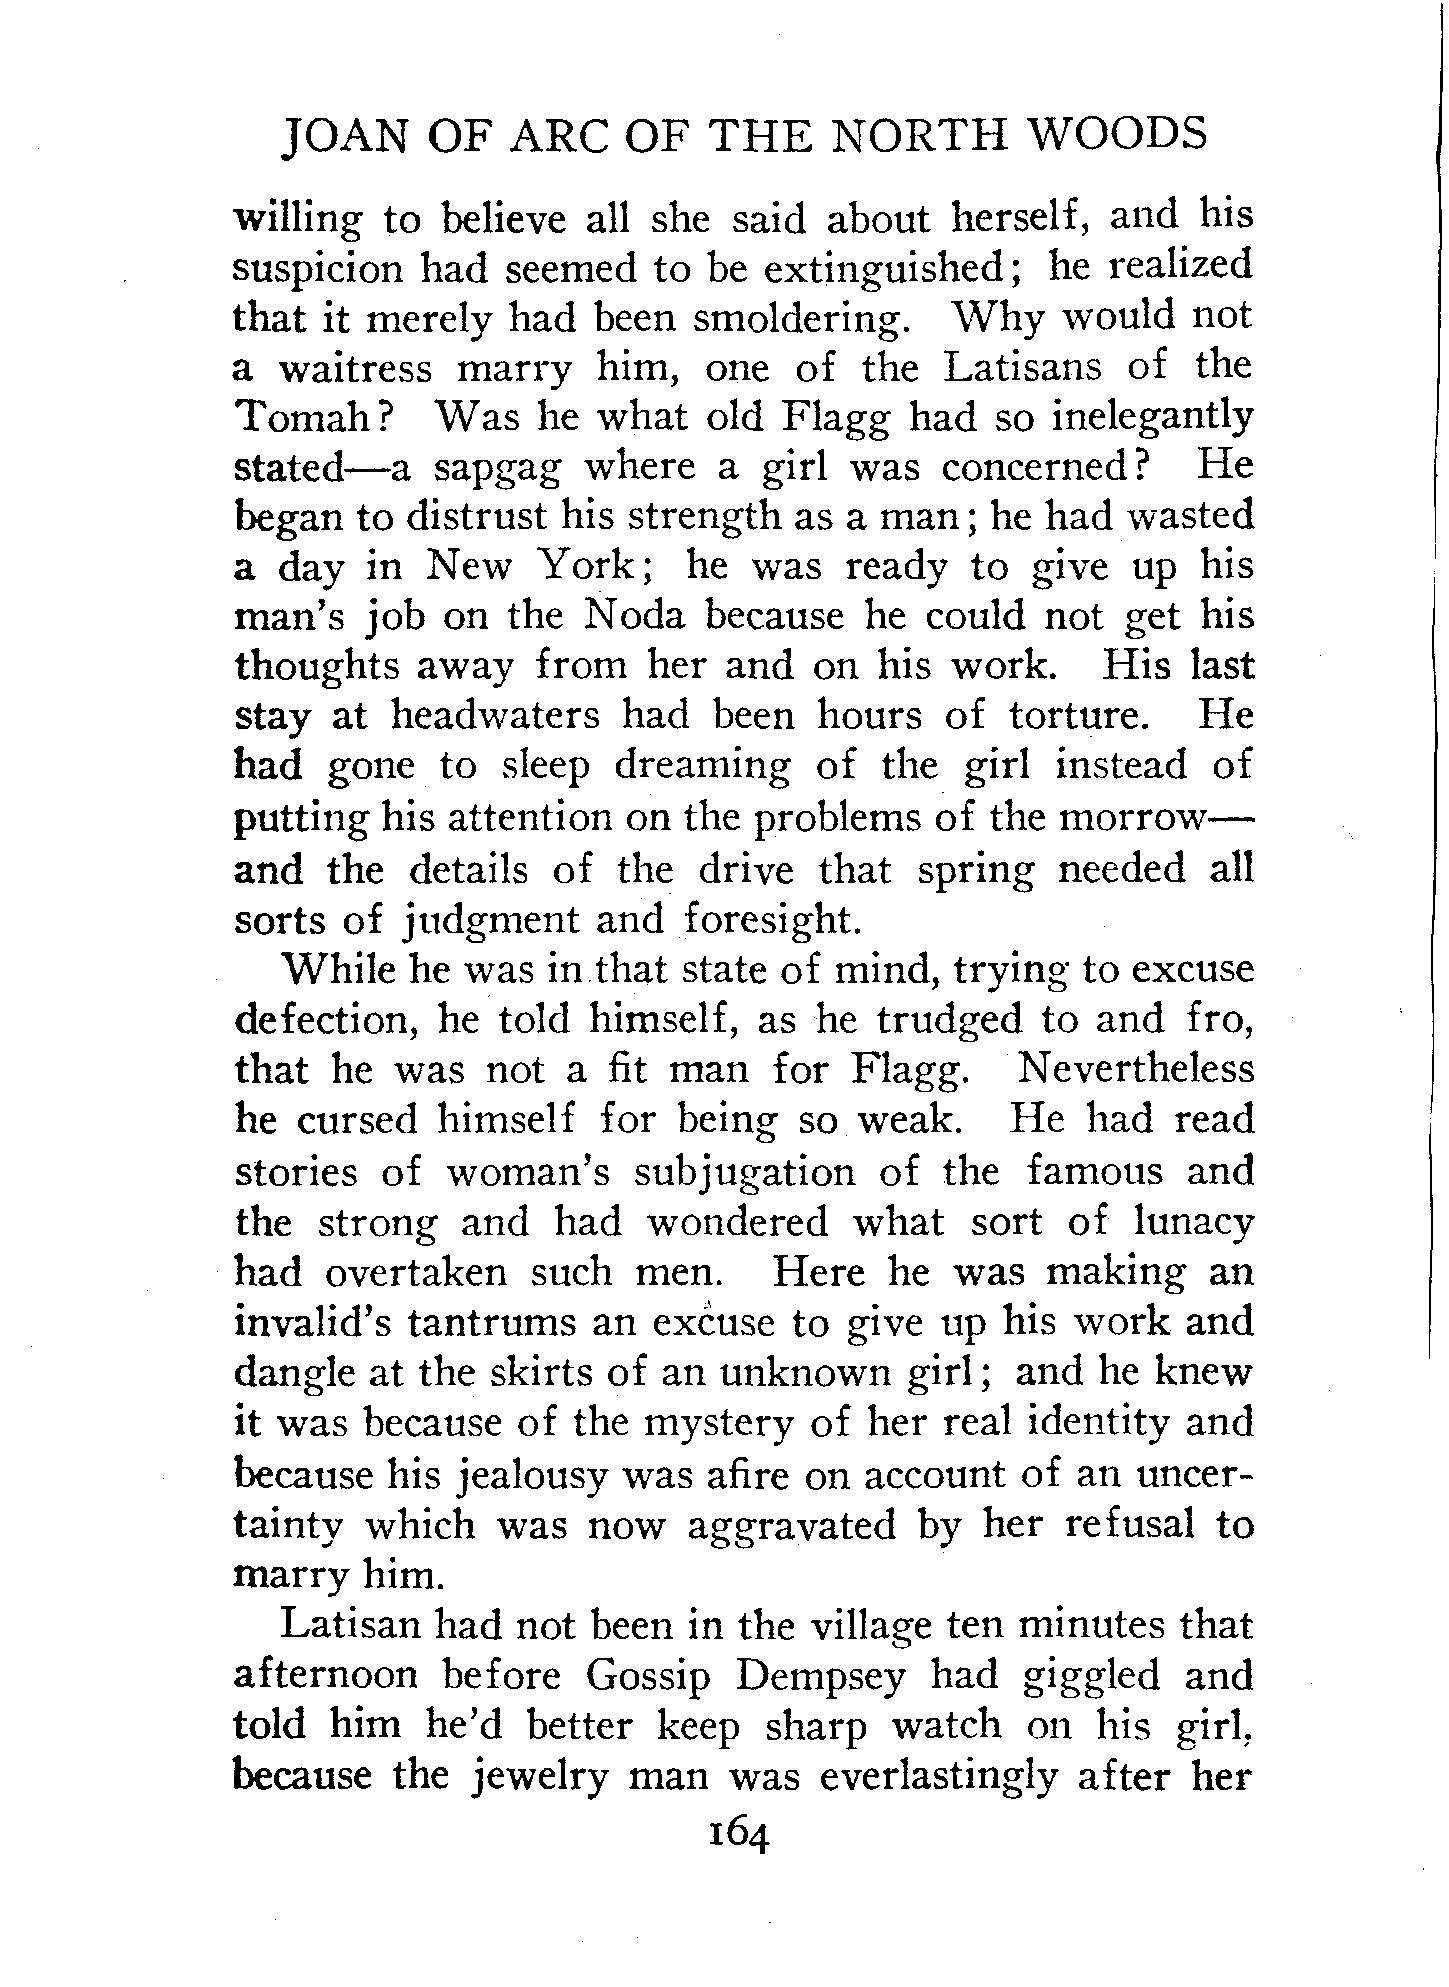 JOAN OF ARC OF THE NORTH WOODS
willing to believe all she said about herself, and his
suspicion had seemed to be extinguished; he realized
that it merely had been smoldering. Why would not
a waitress marry him, one of the Latisans of the
Tomah? Was he what old Flagg had so inelegantly
stated—a sapgag where a girl was concerned? He
began to distrust his strength as a man; he had wasted
a day in New York; he was ready to give up his
man's job on the Noda because he could not get his
thoughts away from her and on his work. His last
stay at headwaters had been hours of torture. He
had gone to sleep dreaming of the girl instead of
putting his attention on the problems of the morrow—
and the details of the drive that spring needed all
sorts of judgment and foresight.
While he was in that state of mind, trying to excuse
defection, he told himself, as he trudged to and fro,
that he was not a fit man for Flagg. Nevertheless
he cursed himself for being so weak. He had read
stories of woman's subjugation of the famous and
the strong and had wondered what sort of lunacy
had overtaken such men. Here he was making an
invalid's tantrums an excuse to give up his work and
dangle at the skirts of an unknown girl; and he knew
it was because of the mystery of her real identity and
because his jealousy was afire on account of an uncer-
tainty which was now aggravated by her refusal to
marry him.
Latisan had not been in the village ten minutes that
afternoon before Gossip Dempsey had giggled and
told him he'd better keep sharp watch on his girl,
because the jewelry man was everlastingly after her
164